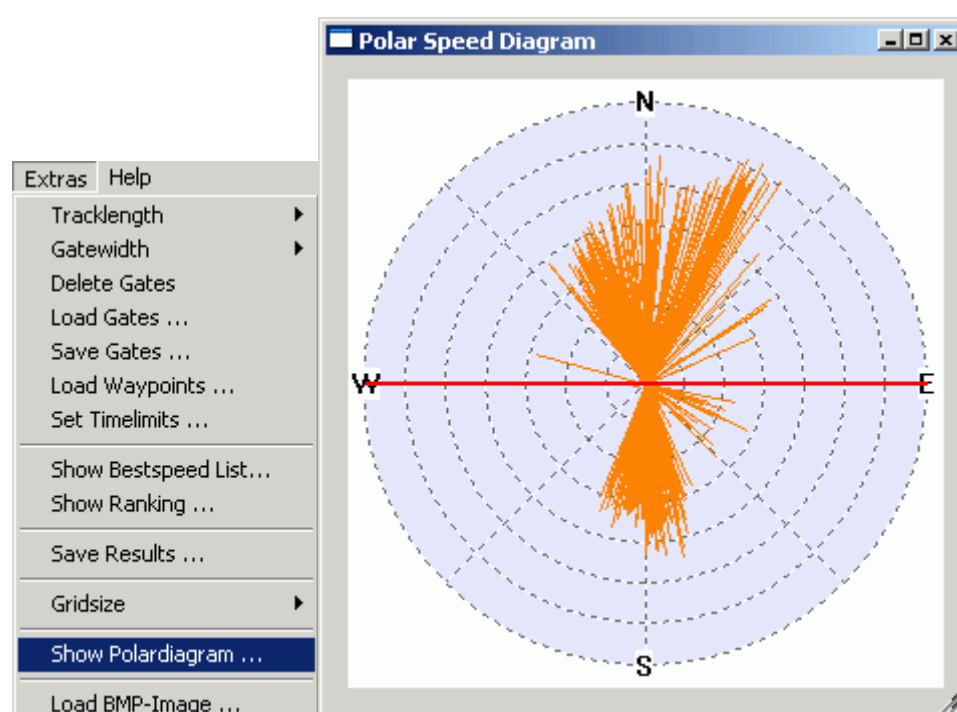 Polar Speed Diagram
N
W
E
S
Extras Help
Tracklength
Gatewidth
Delete Gates
Load Gates ...
Save Gates ...
Load Waypoints ...
Set Timelimits ...
Show Bestspeed List...
Show Ranking ...
Save Results ...
Gridsize
Show Polardiagram ...
Load BMP-Image ...